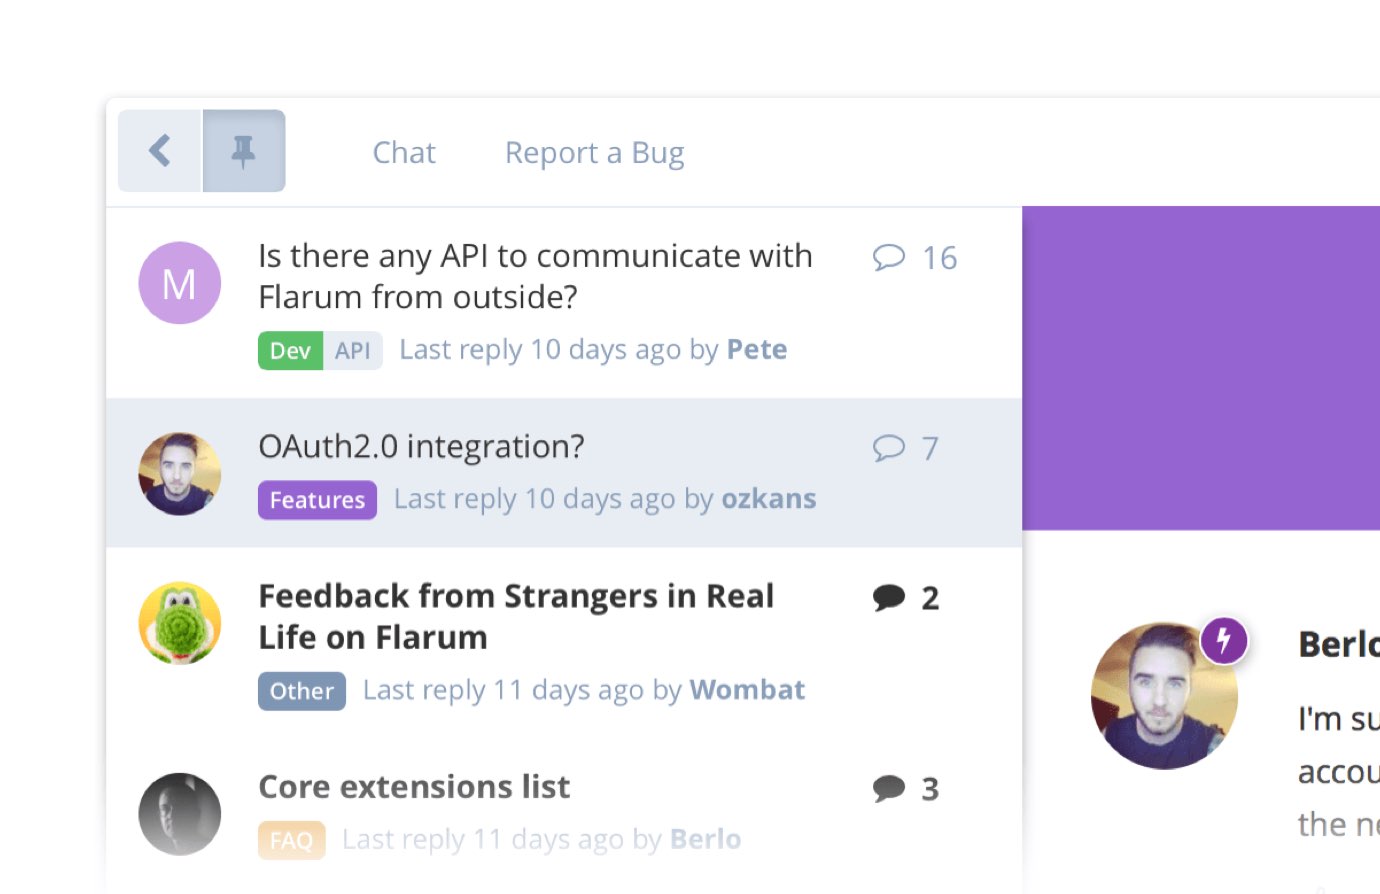 Chat
Report a Bug
M
Is there any API to communicate with
Flarum from outside?
16
Dev API Last reply 10 days ago by Pete
OAuth2.0 integration?
7
Features Last reply 10 days ago by ozkans
Feedback from Strangers in Real
Life on Flarum
2
Other Last reply 11 days ago by Wombat
Core extensions list
3
FAQ Last reply 11 days ago by Berlo
Berlo
I'm su
accou
the ne